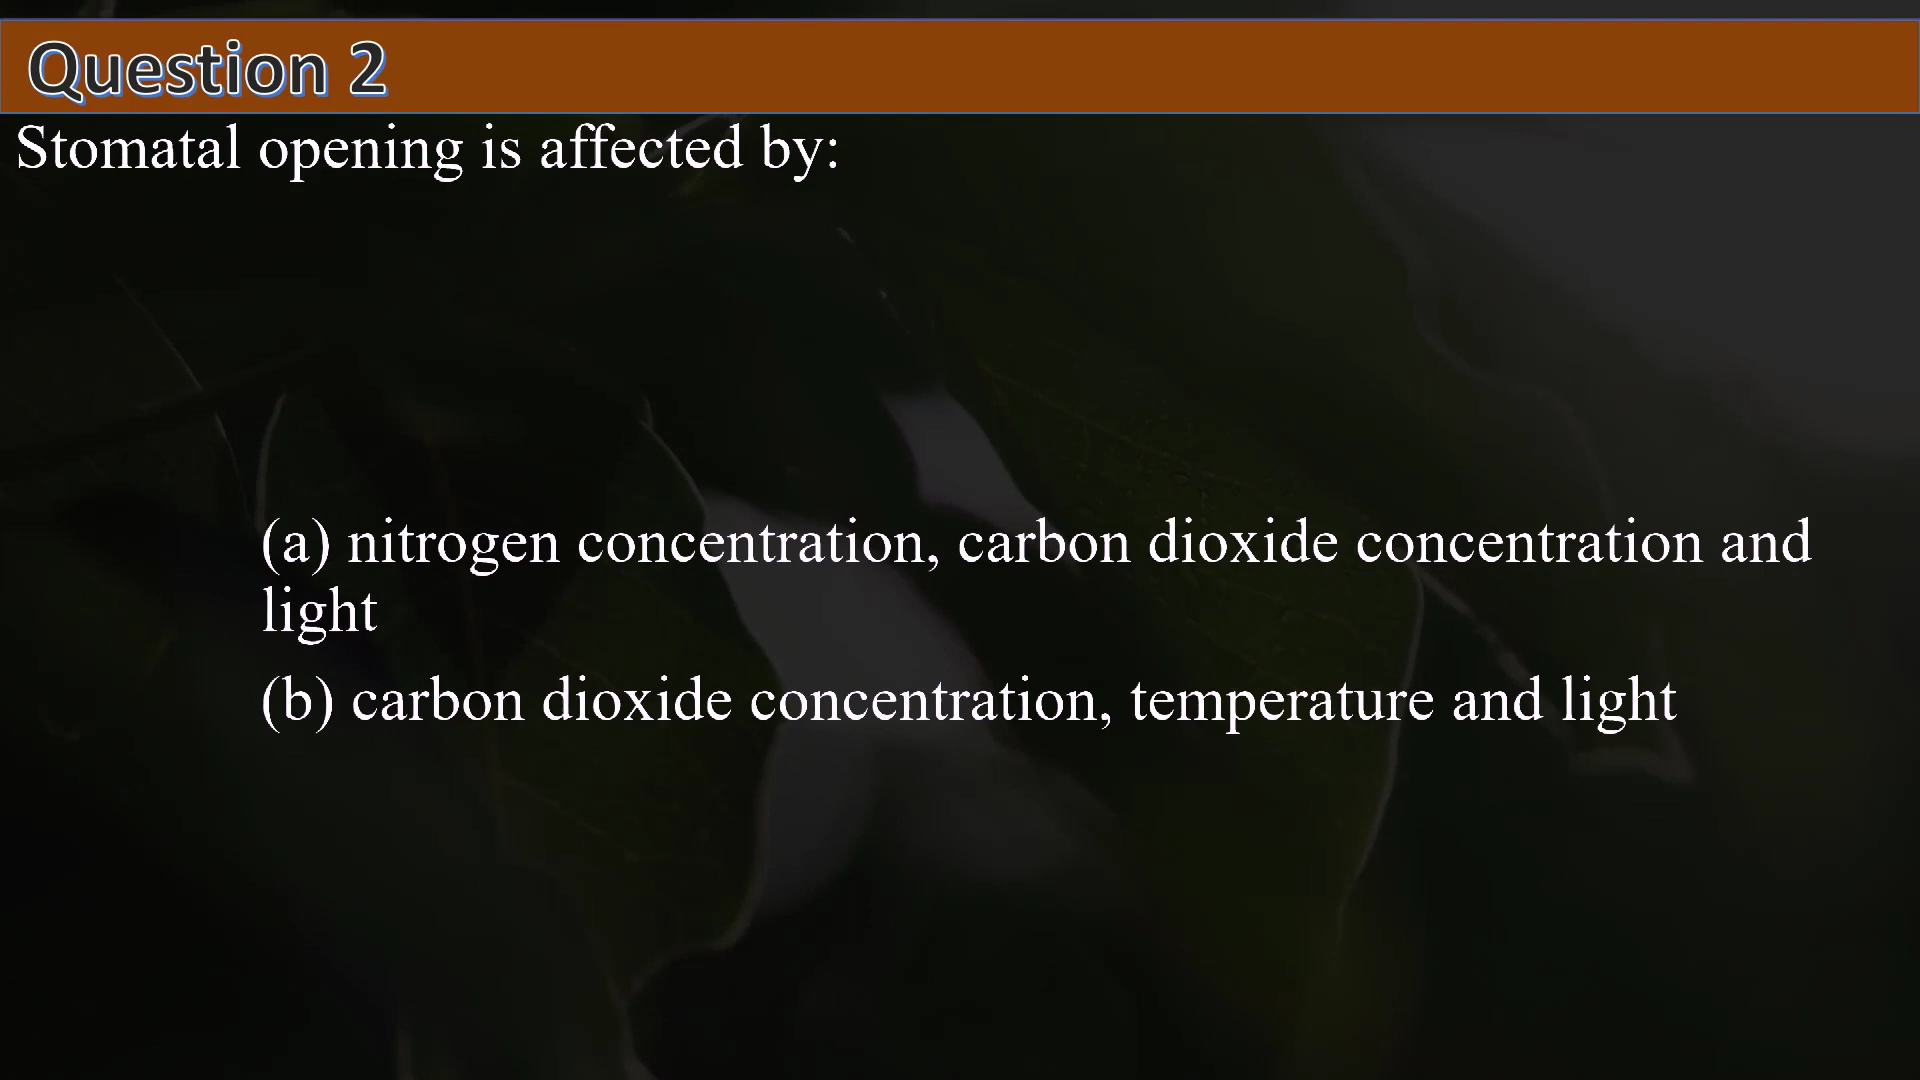 Question 2
Stomatal opening is affected by:
(a) nitrogen concentration, carbon dioxide concentration and
light
(b) carbon dioxide concentration, temperature and light